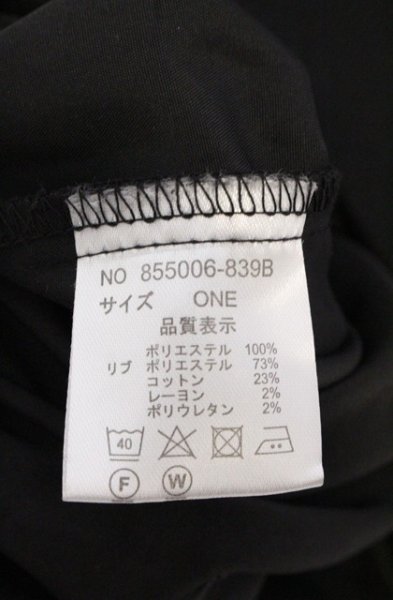 NO 855006-839B
サイズ ONE
品質表示
ポリエステル 100%
リブ ポリエステル 73%
コットン 23%
レーヨン 2%
ポリウレタン 2%
40
F W